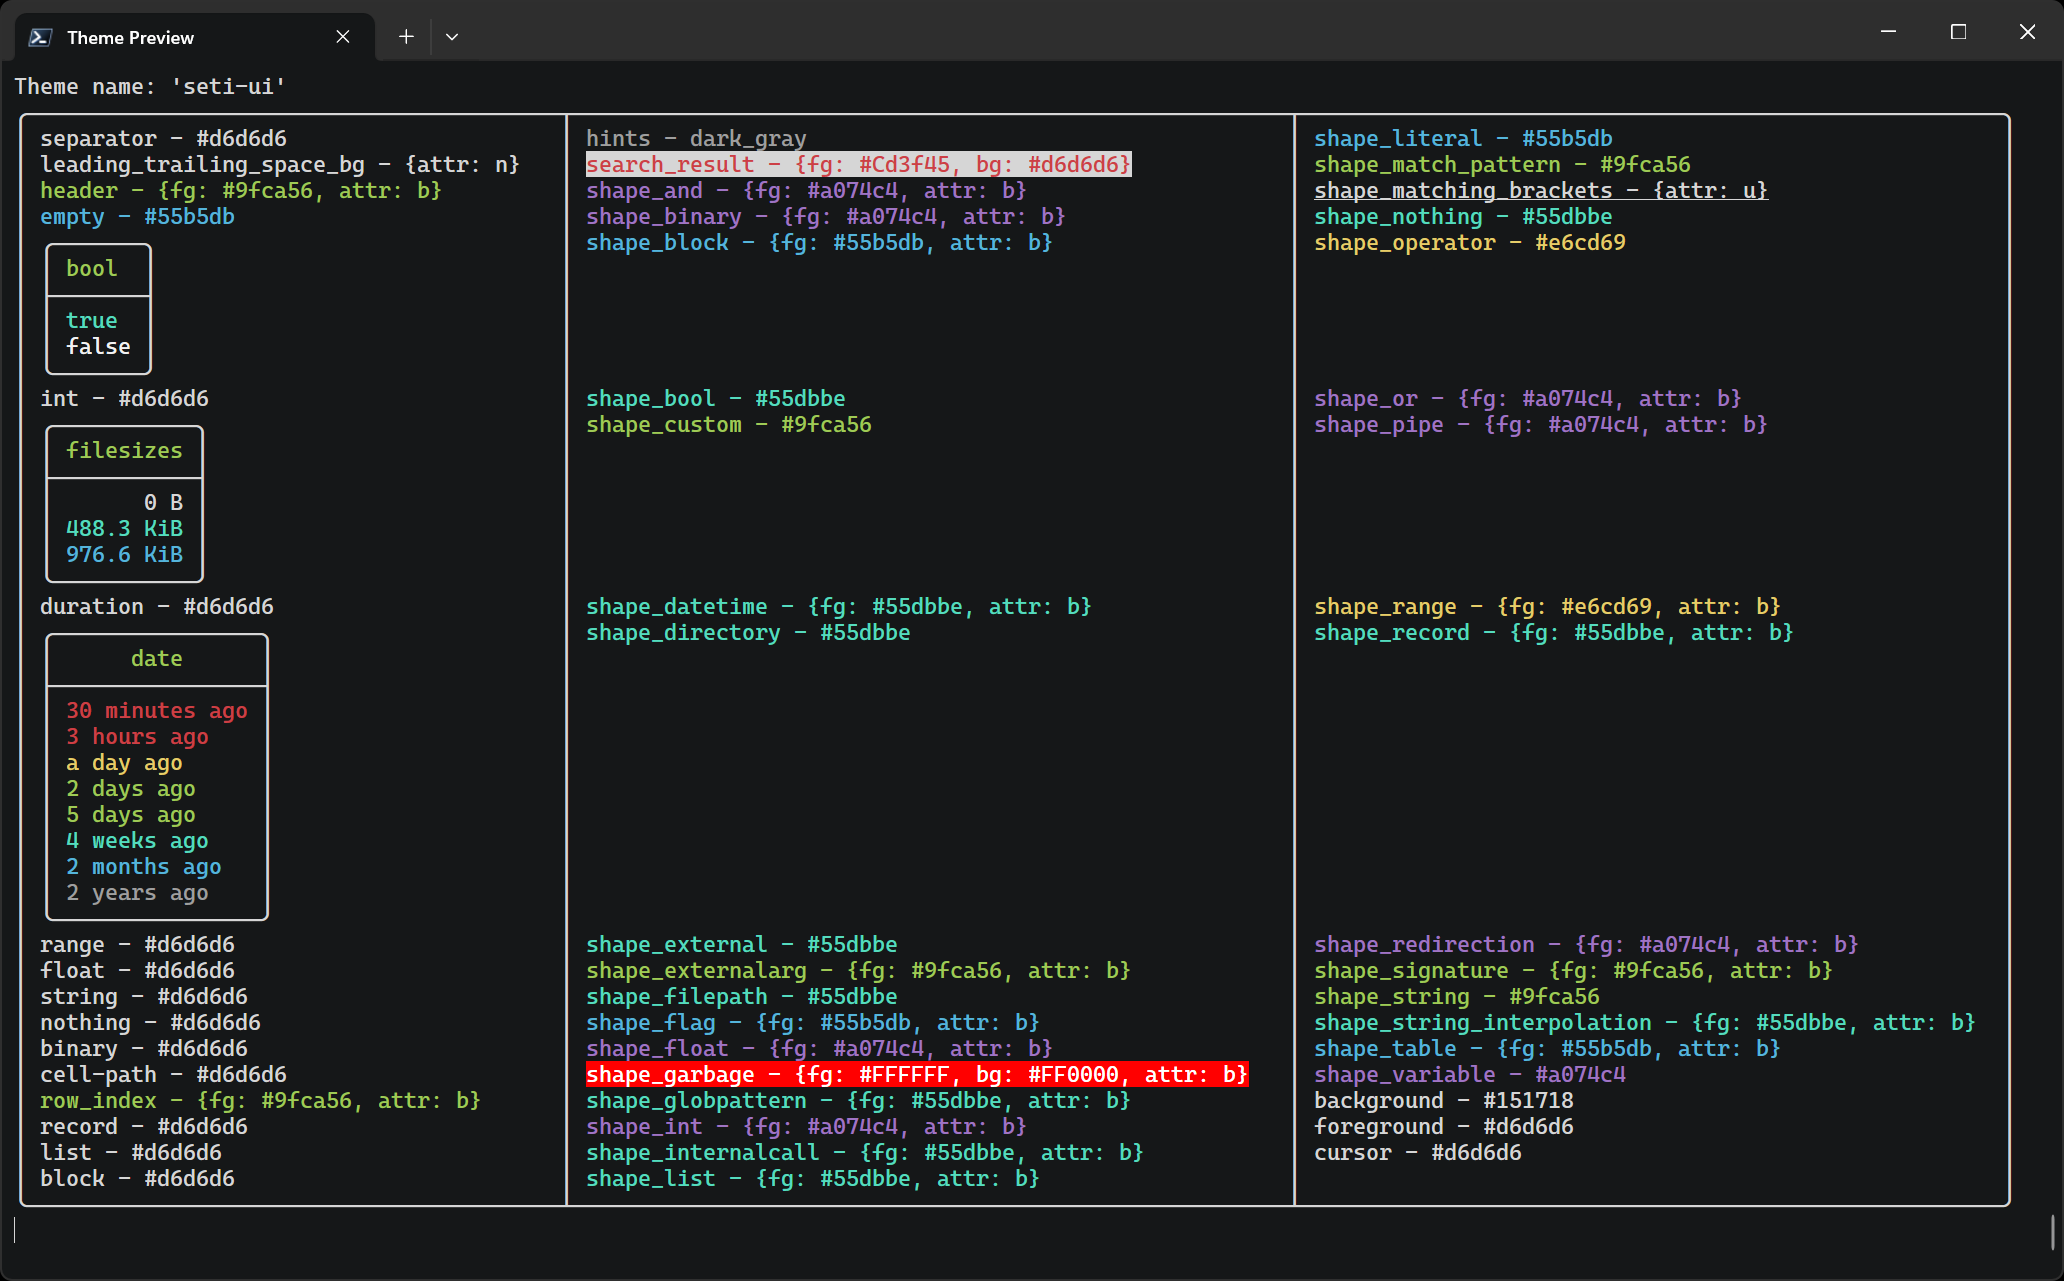 Theme Preview
Theme name: 'seti-ui'
separator - #d6d6d6
leading_trailing_space_bg - {attr: n}
header - {fg: #9fca56, attr: b}
empty - #55b5db
bool
true
false
int - #d6d6d6
filesizes
0 B
488.3 KiB
976.6 KiB
duration - #d6d6d6
date
30 minutes ago
3 hours ago
a day ago
2 days ago
5 days ago
4 weeks ago
2 months ago
2 years ago
range - #d6d6d6
float - #d6d6d6
string - #d6d6d6
nothing - #d6d6d6
binary - #d6d6d6
cell-path - #d6d6d6
row_index - {fg: #9fca56, attr: b}
record - #d6d6d6
list - #d6d6d6
block - #d6d6d6
hints - dark_gray
search_result - {fg: #Cd3f45, bg: #d6d6d6}
shape_and - {fg: #a074c4, attr: b}
shape_binary - {fg: #a074c4, attr: b}
shape_block - {fg: #55b5db, attr: b}
shape_bool - #55dbbe
shape_custom - #9fca56
shape_datetime - {fg: #55dbbe, attr: b}
shape_directory - #55dbbe
shape_external - #55dbbe
shape_externalarg - {fg: #9fca56, attr: b}
shape_filepath - #55dbbe
shape_flag - {fg: #55b5db, attr: b}
shape_float - {fg: #a074c4, attr: b}
shape_garbage - {fg: #FFFFFF, bg: #FF0000, attr: b}
shape_globpattern - {fg: #55dbbe, attr: b}
shape_int - {fg: #a074c4, attr: b}
shape_internalcall - {fg: #55dbbe, attr: b}
shape_list - {fg: #55dbbe, attr: b}
shape_literal - #55b5db
shape_match_pattern - #9fca56
shape_matching_brackets - {attr: u}
shape_nothing - #55dbbe
shape_operator - #e6cd69
shape_or - {fg: #a074c4, attr: b}
shape_pipe - {fg: #a074c4, attr: b}
shape_range - {fg: #e6cd69, attr: b}
shape_record - {fg: #55dbbe, attr: b}
shape_redirection - {fg: #a074c4, attr: b}
shape_signature - {fg: #9fca56, attr: b}
shape_string - #9fca56
shape_string_interpolation - {fg: #55dbbe, attr: b}
shape_table - {fg: #55b5db, attr: b}
shape_variable - #a074c4
background - #151718
foreground - #d6d6d6
cursor - #d6d6d6